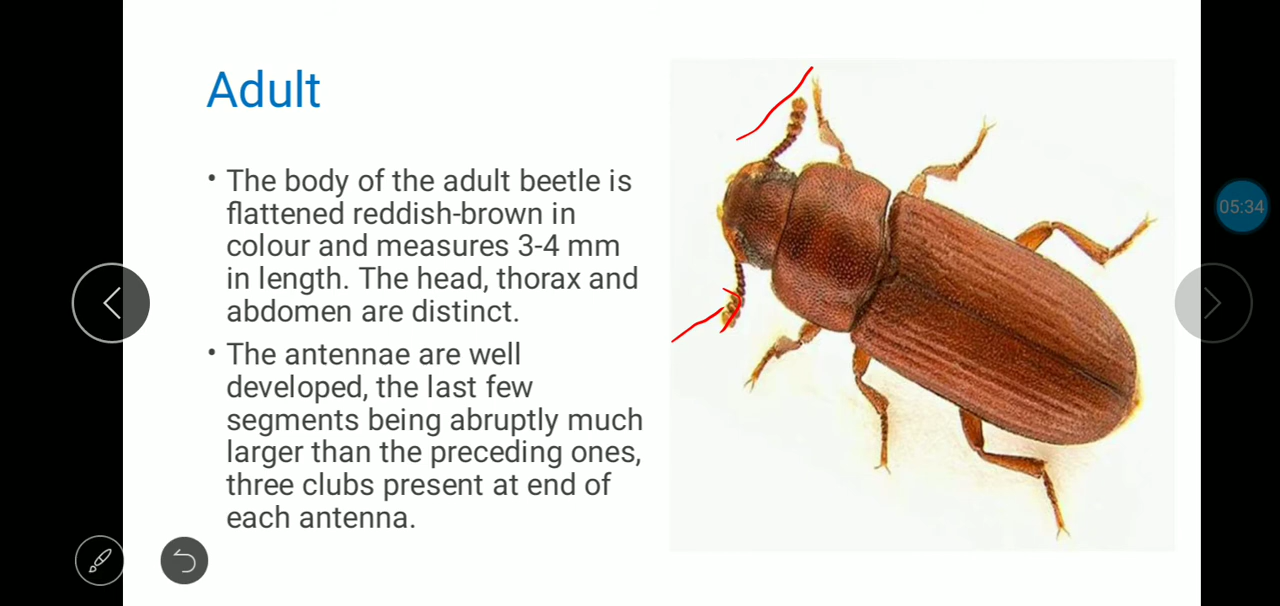 Adult
• The body of the adult beetle is
flattened reddish-brown in
colour and measures 3-4 mm
in length. The head, thorax and
abdomen are distinct.
• The antennae are well
developed, the last few
segments being abruptly much
larger than the preceding ones,
three clubs present at end of
each antenna.
05:34